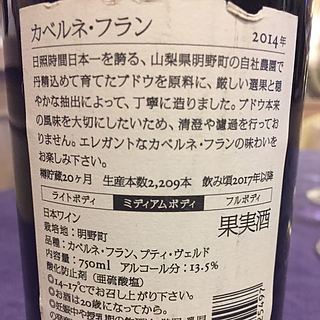 カベルネ・フラン 2014年
日照時間日本一を誇る、山梨県明野町の自社農園で
丹精込めて育てたブドウを原料に、厳しい選果と穏
やかな抽出によって、丁寧に造りました。ブドウ本来
の風味を大切にしたいため、清澄や濾過を行ってお
りません。エレガントなカベルネ・フランの味わいを
お楽しみ下さい。
樽貯蔵20ヶ月 生産本数2,209本 飲み頃2017年以降
ライトボディ ミディアムボディ フルボディ
日本ワイン 果実酒
栽培地：明野町
品種：カベルネ・フラン、プティ・ヴェルド
内容量：750ml アルコール分：13.5%
酸化防止剤（亜硫酸塩）
○14-17℃でお召し上がり下さい。
○お酒は20歳になってから。